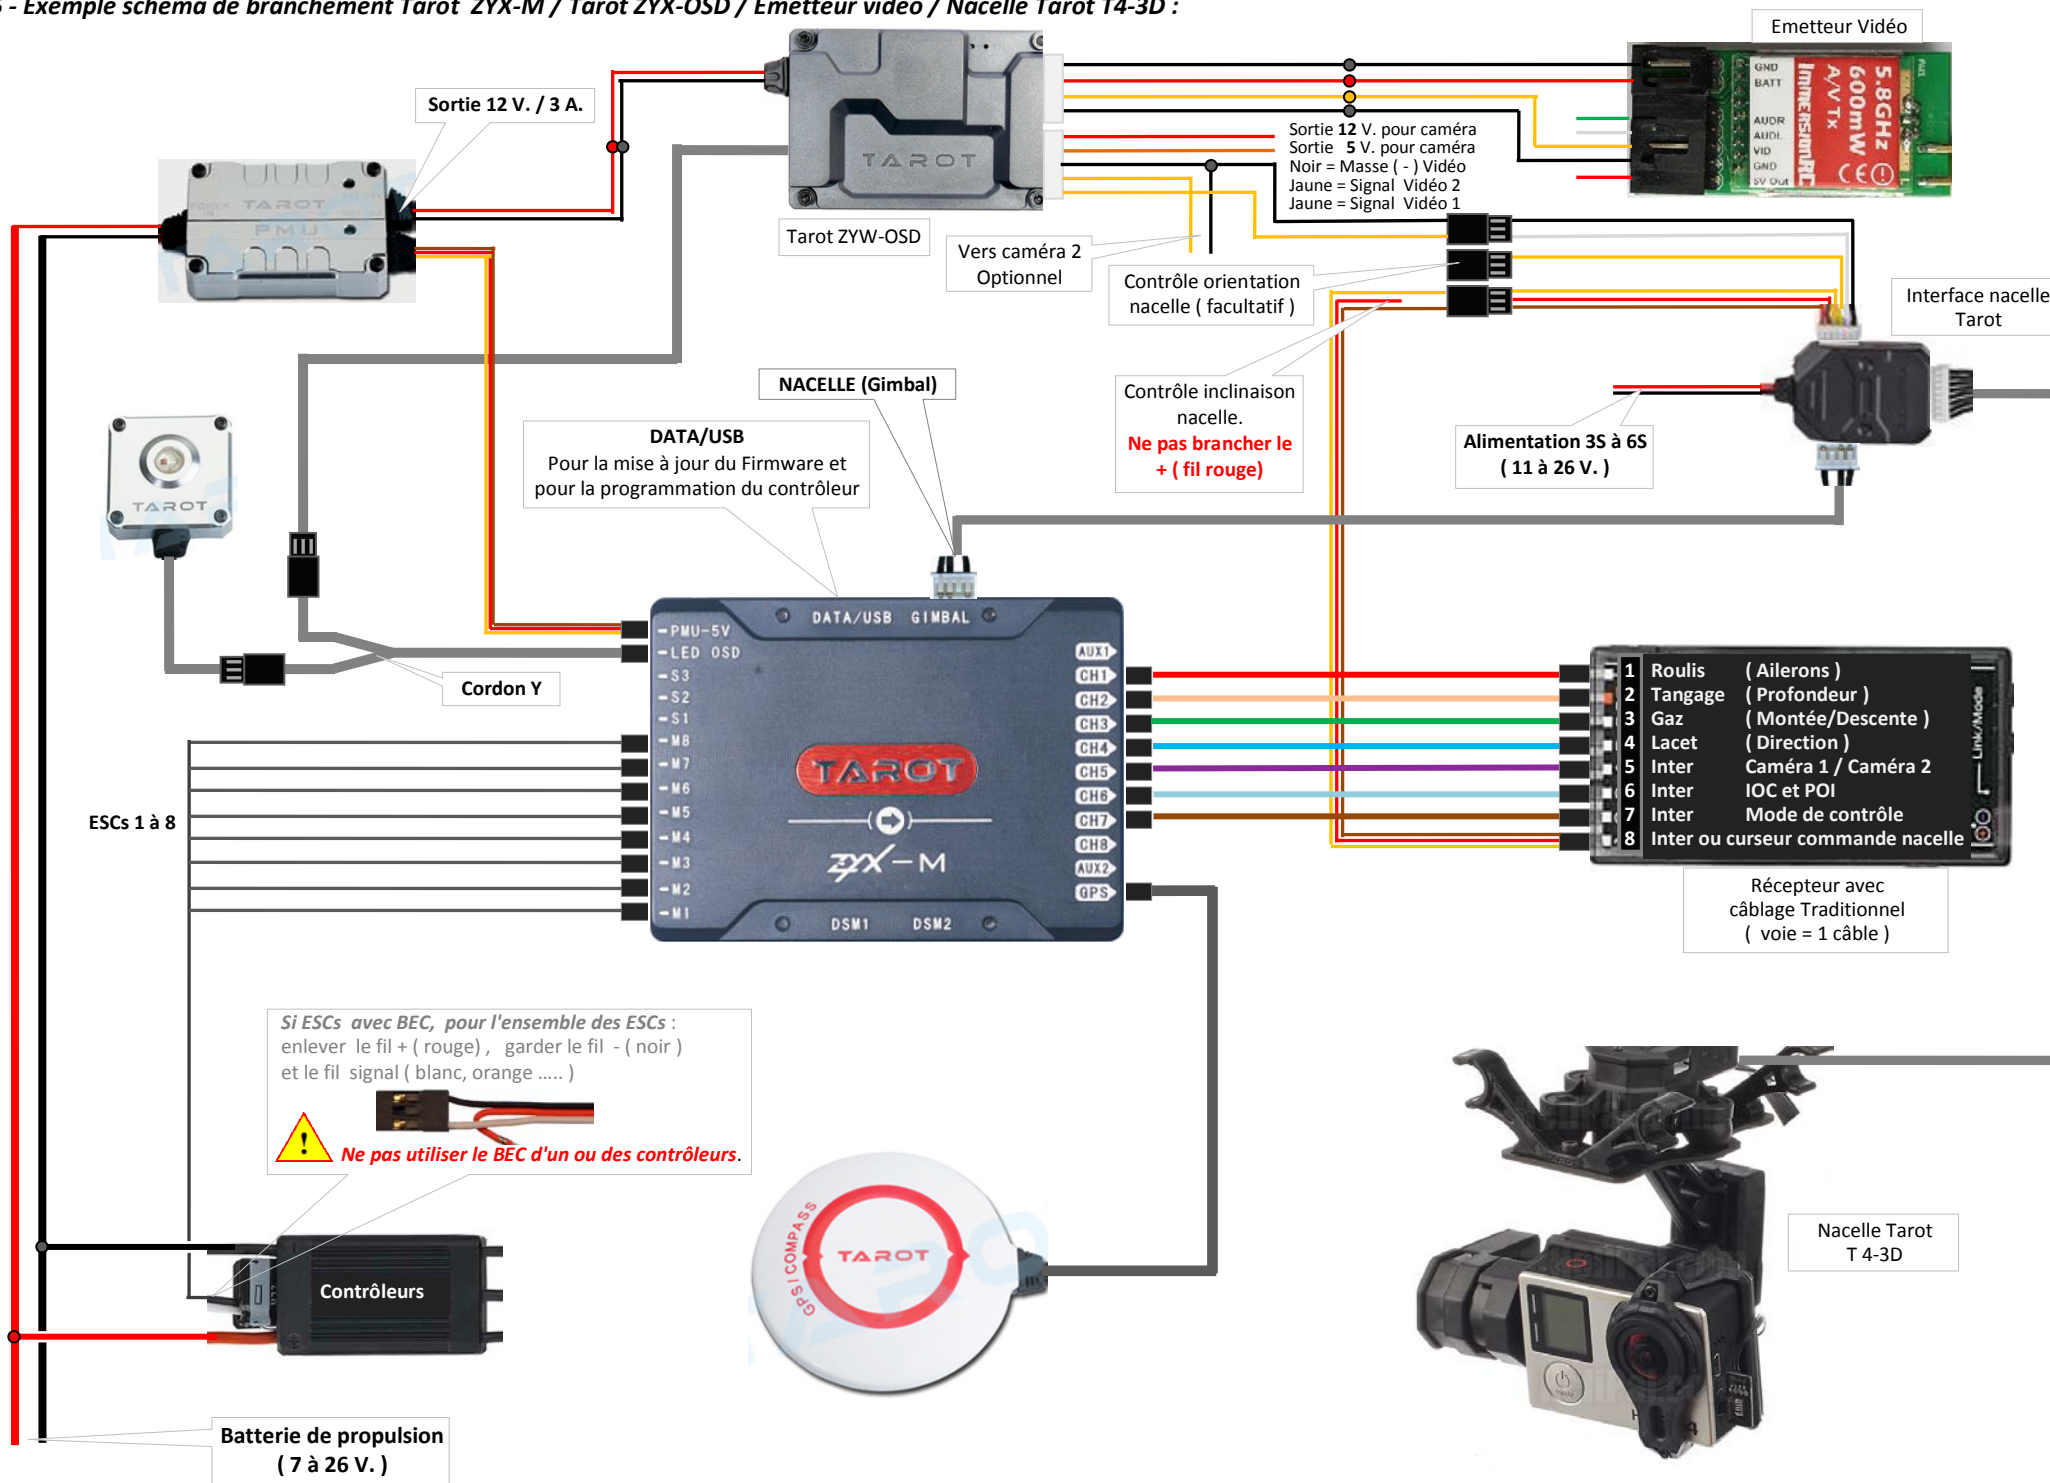 - Exemple schéma de branchement Tarot ZYX-M / Tarot ZYX-OSD / Emetteur vidéo / Nacelle Tarot T4-3D :
Emetteur Vidéo
Sortie 12 V. / 3 A.
TAROT
GND
BATT
AUDR
AUDL
VID
GND
5V Out
5.8GHz
600mW
A/V Tx
ImmersionRC
CE
Sortie 12 V. pour caméra
Sortie 5 V. pour caméra
Noir = Masse ( - ) Vidéo
Jaune = Signal Vidéo 2
Jaune = Signal Vidéo 1
POWER
IN
TAROT
PMU
Tarot ZYW-OSD
Vers caméra 2
Optionnel
Contrôle orientation
nacelle ( facultatif )
Interface nacelle
Tarot
NACELLE (Gimbal)
Contrôle inclinaison
nacelle.
Ne pas brancher le
+ ( fil rouge)
Alimentation 3S à 6S
( 11 à 26 V. )
DATA/USB
Pour la mise à jour du Firmware et
pour la programmation du contrôleur
TAROT
Cordon Y
DATA/USB GIMBAL
PMU-5V
LED OSD
S3
S2
S1
M8
M7
M6
M5
M4
M3
M2
M1
AUX1
CH1
CH2
CH3
CH4
CH5
CH6
CH7
CH8
AUX2
GPS
TAROT
ZYX-M
DSM1 DSM2
1 Roulis ( Ailerons )
2 Tangage ( Profondeur )
3 Gaz ( Montée/Descente )
4 Lacet ( Direction )
5 Inter Caméra 1 / Caméra 2
6 Inter IOC et POI
7 Inter Mode de contrôle
8 Inter ou curseur commande nacelle
Link/Mode
Récepteur avec
câblage Traditionnel
( voie = 1 câble )
ESCs 1 à 8
Si ESCs avec BEC, pour l'ensemble des ESCs :
enlever le fil + ( rouge) , garder le fil - ( noir )
et le fil signal ( blanc, orange ..... )
!
Ne pas utiliser le BEC d'un ou des contrôleurs.
Contrôleurs
GPS/COMPASS
TAROT
Nacelle Tarot
T 4-3D
Batterie de propulsion
( 7 à 26 V. )